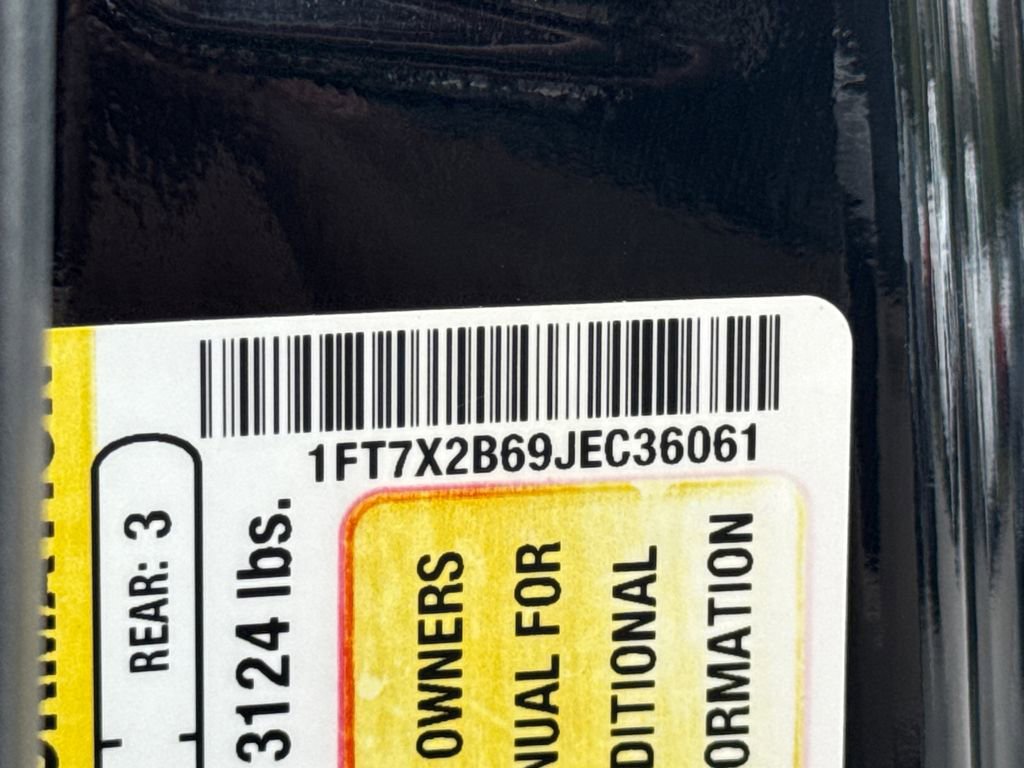 1FT7X2B69JEC36061
REAR: 3
3124 lbs.
OWNERS
NUAL FOR
DITIONAL
ORMATION